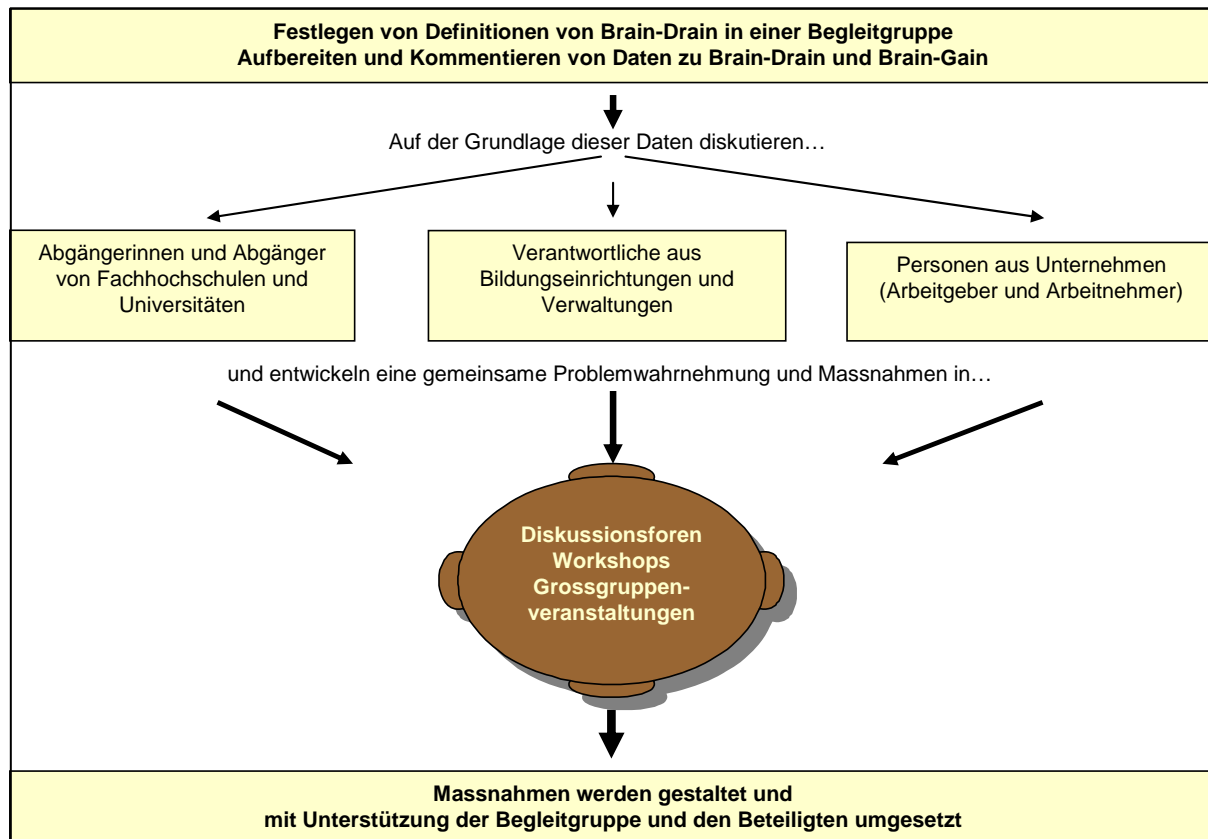 Festlegen von Definitionen von Brain-Drain in einer Begleitgruppe
Aufbereiten und Kommentieren von Daten zu Brain-Drain und Brain-Gain
Auf der Grundlage dieser Daten diskutieren…
Abgängerinnen und Abgänger
von Fachhochschulen und
Universitäten
Verantwortliche aus
Bildungseinrichtungen und
Verwaltungen
Personen aus Unternehmen
(Arbeitgeber und Arbeitnehmer)
und entwickeln eine gemeinsame Problemwahrnehmung und Massnahmen in…
Diskussionsforen
Workshops
Grossgruppen-
veranstaltungen
Massnahmen werden gestaltet und
mit Unterstützung der Begleitgruppe und den Beteiligten umgesetzt